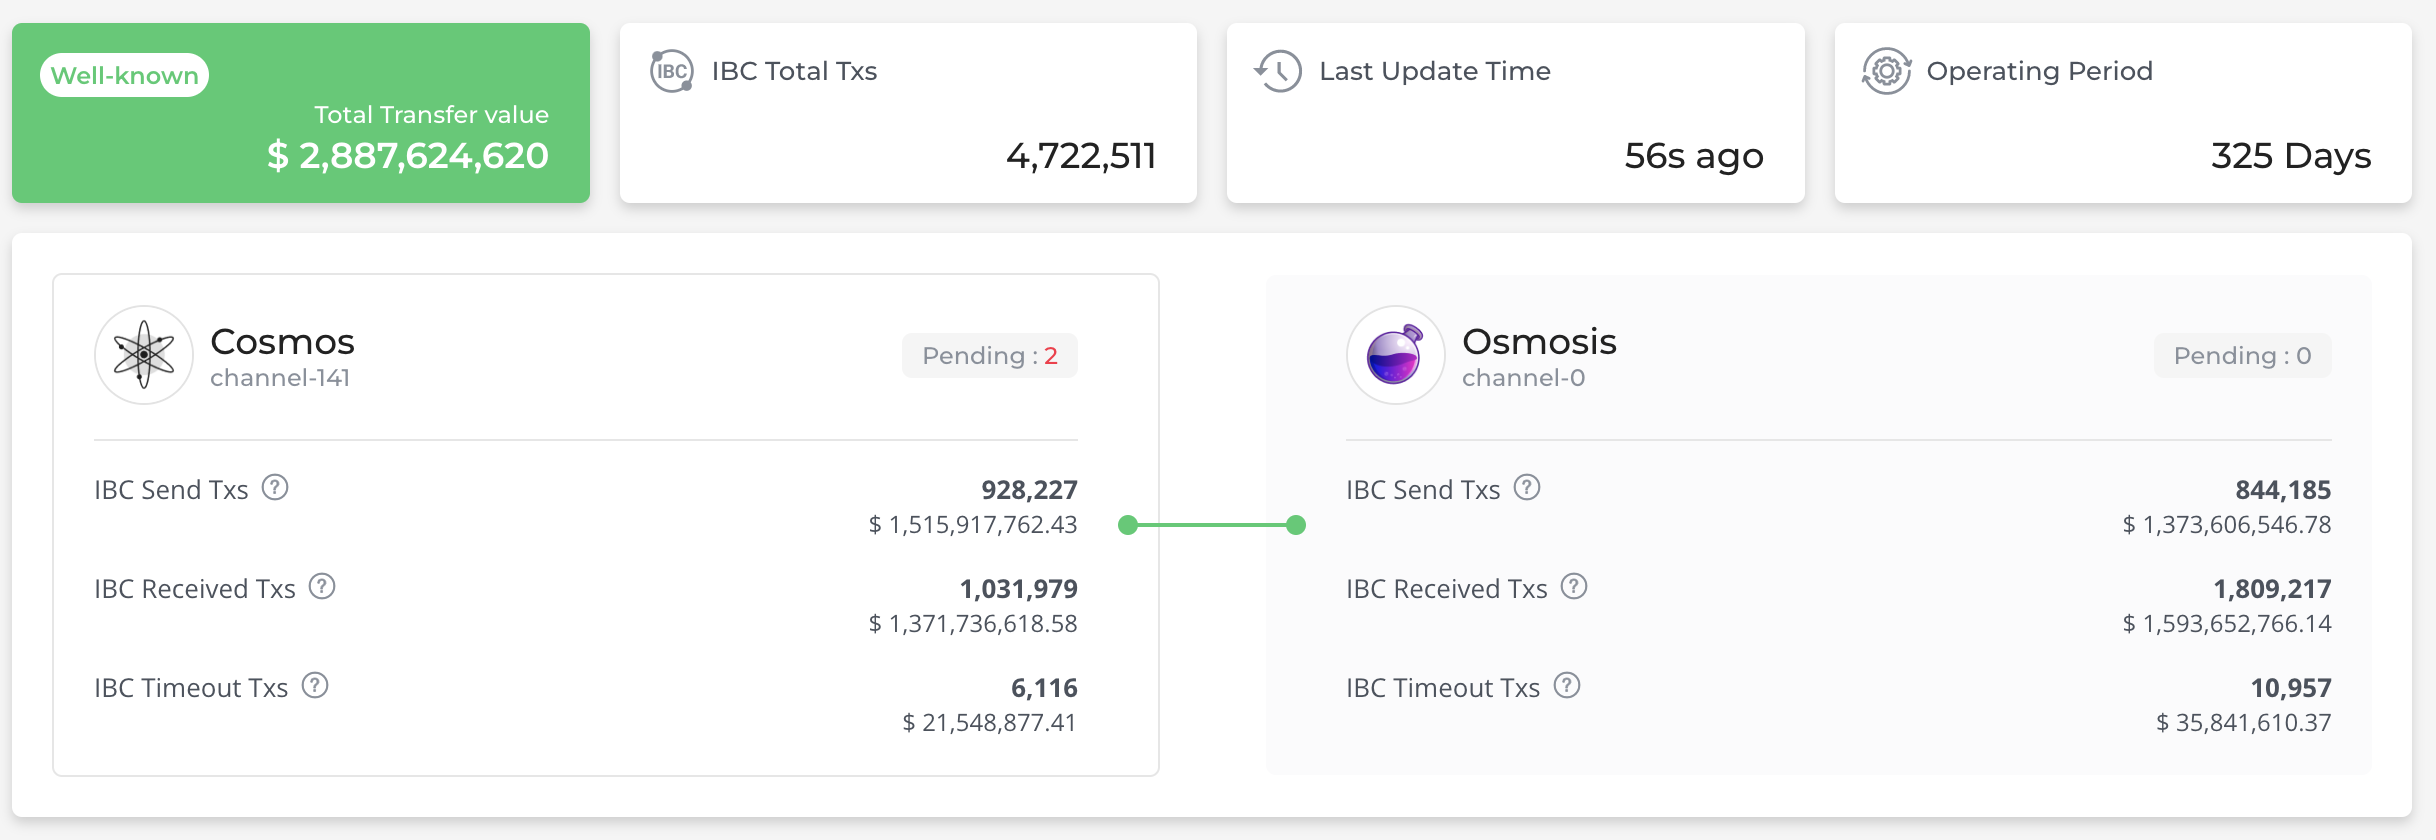 Well-known
Total Transfer value
$ 2,887,624,620
IBC
IBC Total Txs
4,722,511
Last Update Time
56s ago
Operating Period
325 Days
Cosmos
channel-141
Pending : 2
IBC Send Txs ?
928,227
$ 1,515,917,762.43
IBC Received Txs ?
1,031,979
$ 1,371,736,618.58
IBC Timeout Txs ?
6,116
$ 21,548,877.41
Osmosis
channel-0
Pending : 0
IBC Send Txs ?
844,185
$ 1,373,606,546.78
IBC Received Txs ?
1,809,217
$ 1,593,652,766.14
IBC Timeout Txs ?
10,957
$ 35,841,610.37